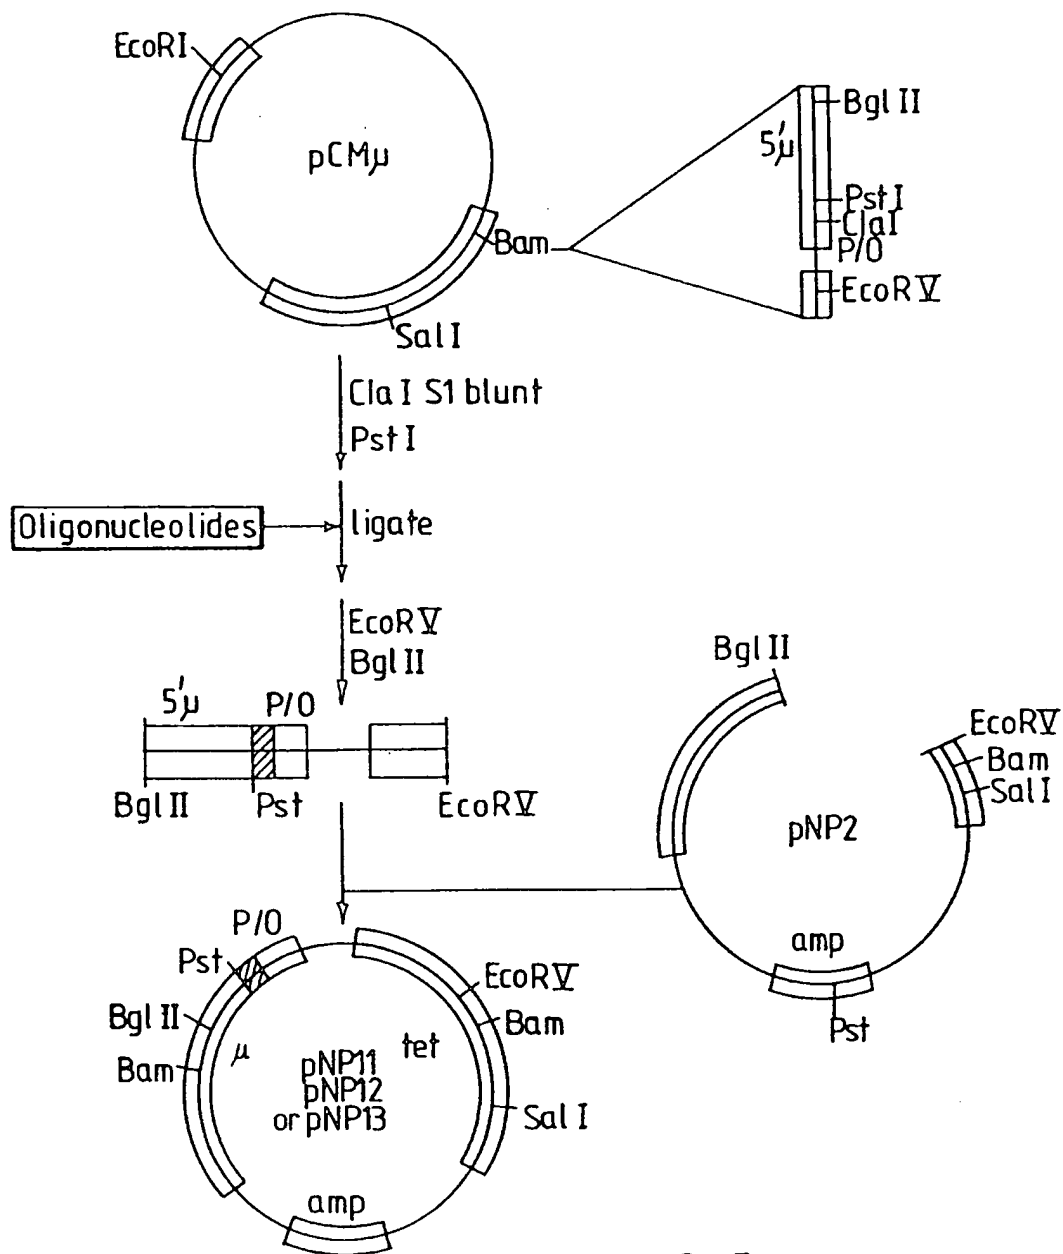 EcoRI
pCMμ
Bam
Sal I
Bgl II
5'μ
Pst I
Cla I
P/O
EcoR V
Cla I S1 blunt
Pst I
Oligonucleolides
ligate
EcoR V
Bgl II
5'μ P/O
Bgl II Pst EcoR V
Bgl II
EcoR V
Bam
Sal I
pNP2
amp
Pst
P/O
Pst
Bgl II
Bam
μ
tet
EcoR V
Bam
Sal I
pNP11
pNP12
or pNP13
amp